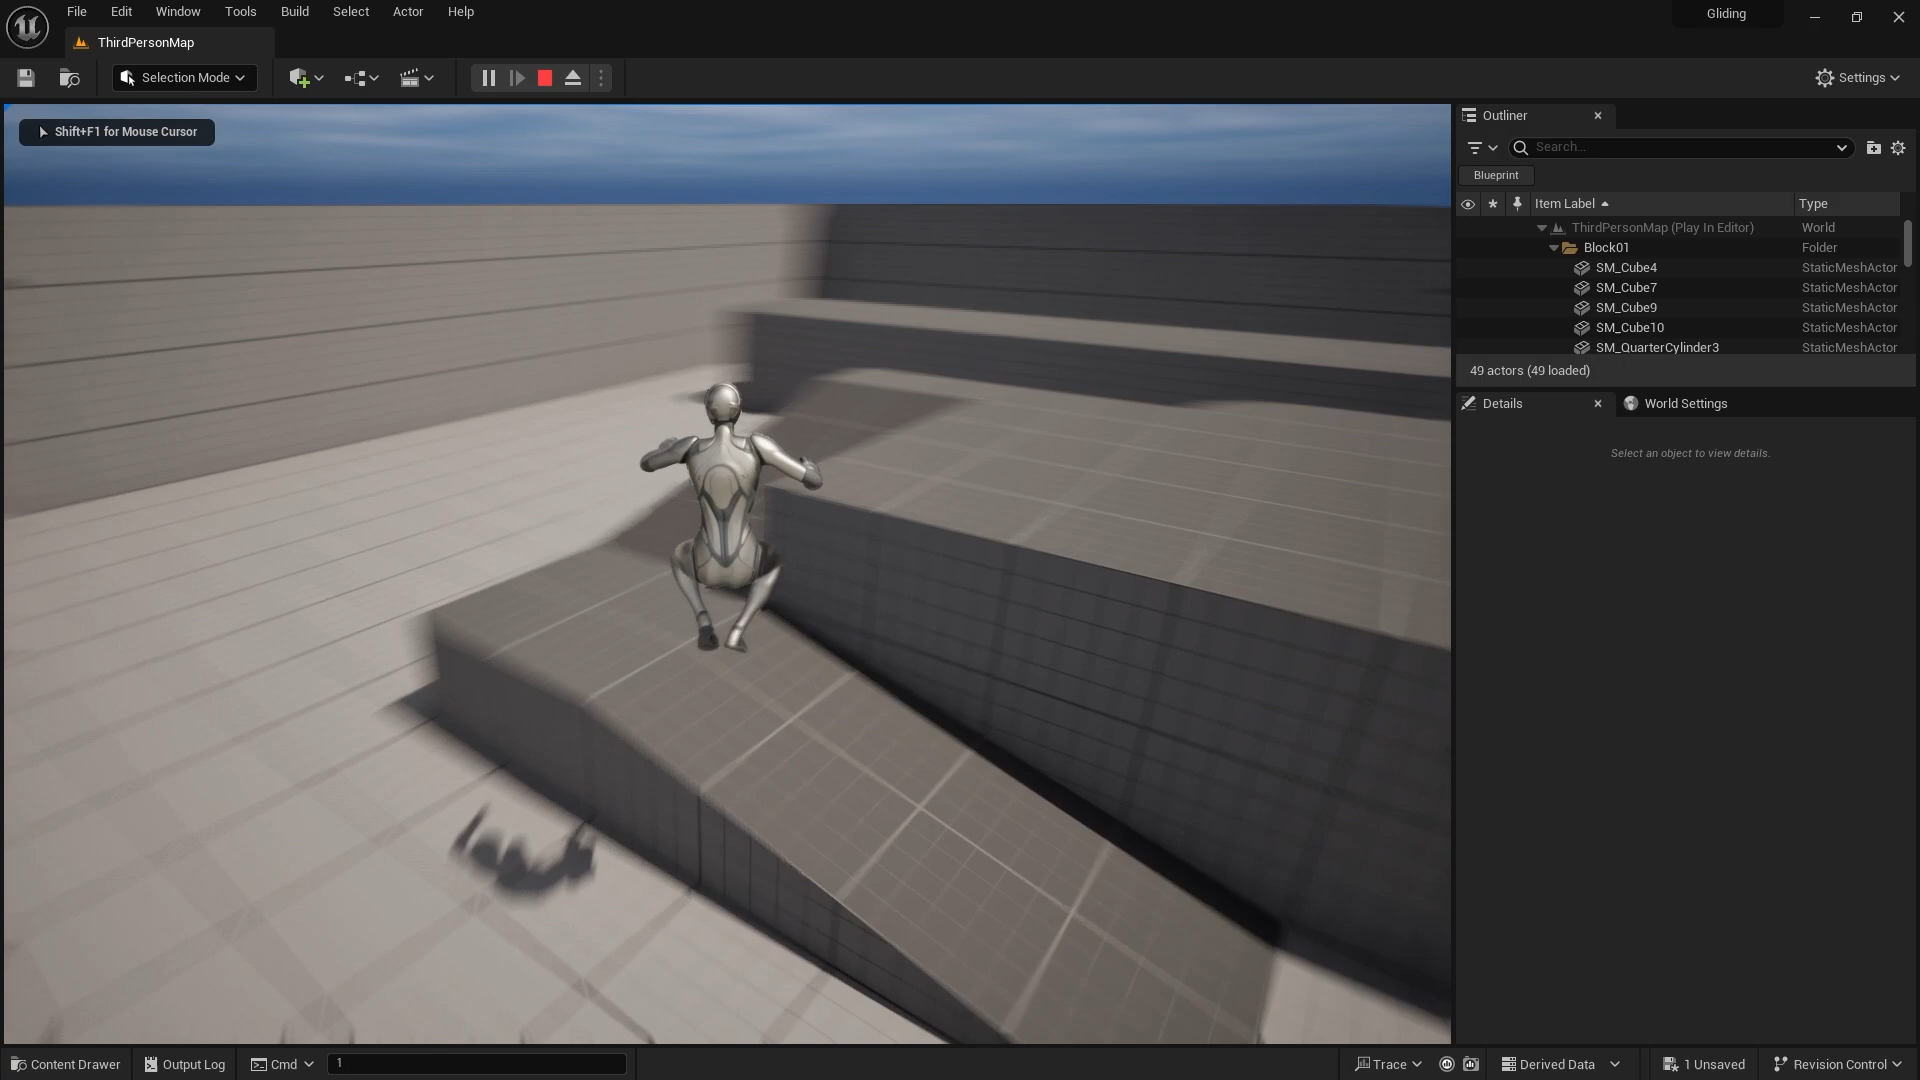 File Edit Window Tools Build Select Actor Help
Gliding
ThirdPersonMap
Selection Mode
Settings
Shift+F1 for Mouse Cursor
Outliner
Search...
Blueprint
Item Label Type
ThirdPersonMap (Play In Editor) World
Block01 Folder
SM_Cube4 StaticMeshActor
SM_Cube7 StaticMeshActor
SM_Cube9 StaticMeshActor
SM_Cube10 StaticMeshActor
SM_QuarterCylinder3 StaticMeshActor
49 actors (49 loaded)
Details World Settings
Select an object to view details.
Content Drawer Output Log Cmd 1 Trace Derived Data 1 Unsaved Revision Control